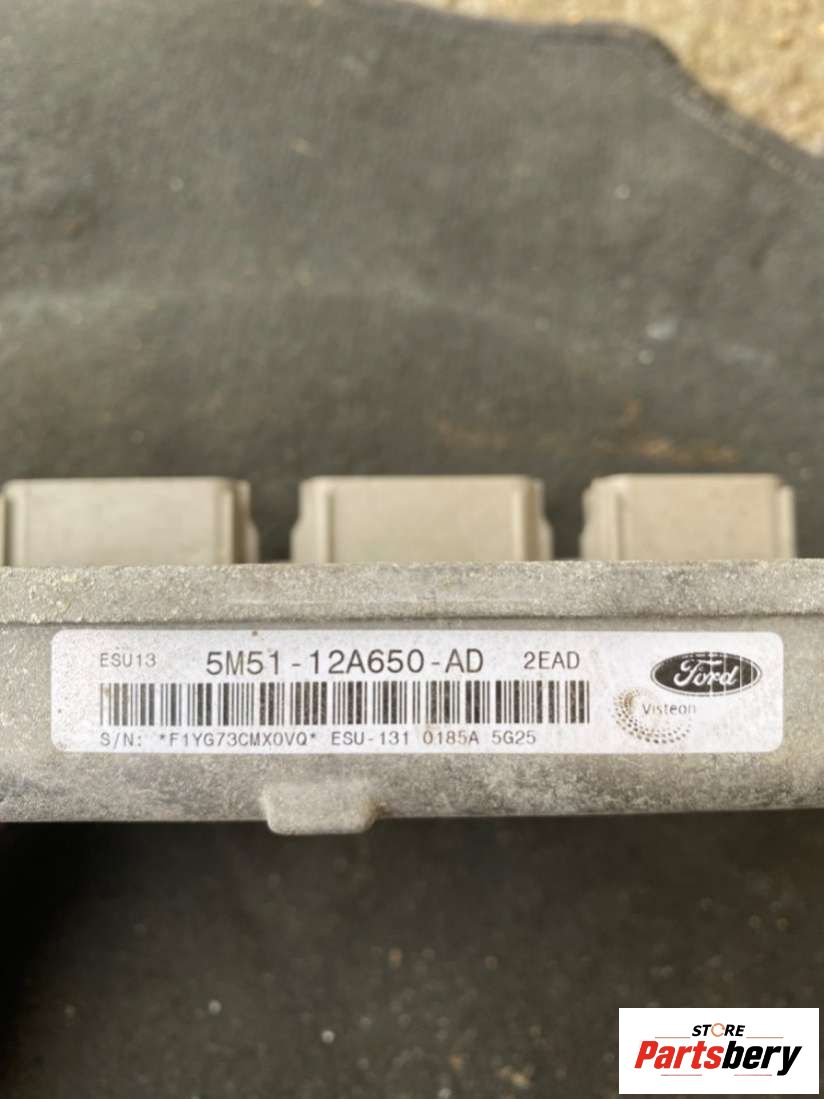 ESU13 5M51-12A650-AD 2EAD
Ford
Visteon
S/N: *F1YG73CMX0VQ* ESU-131 0185A 5G25
STORE
Partsbery